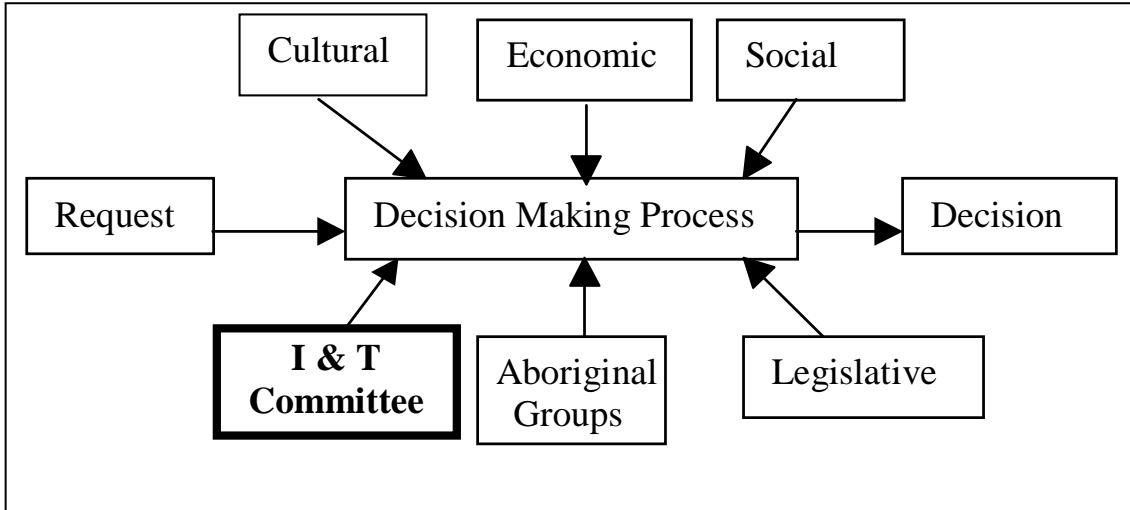 Cultural
Economic
Social
Request
Decision Making Process
Decision
I & T
Committee
Aboriginal
Groups
Legislative